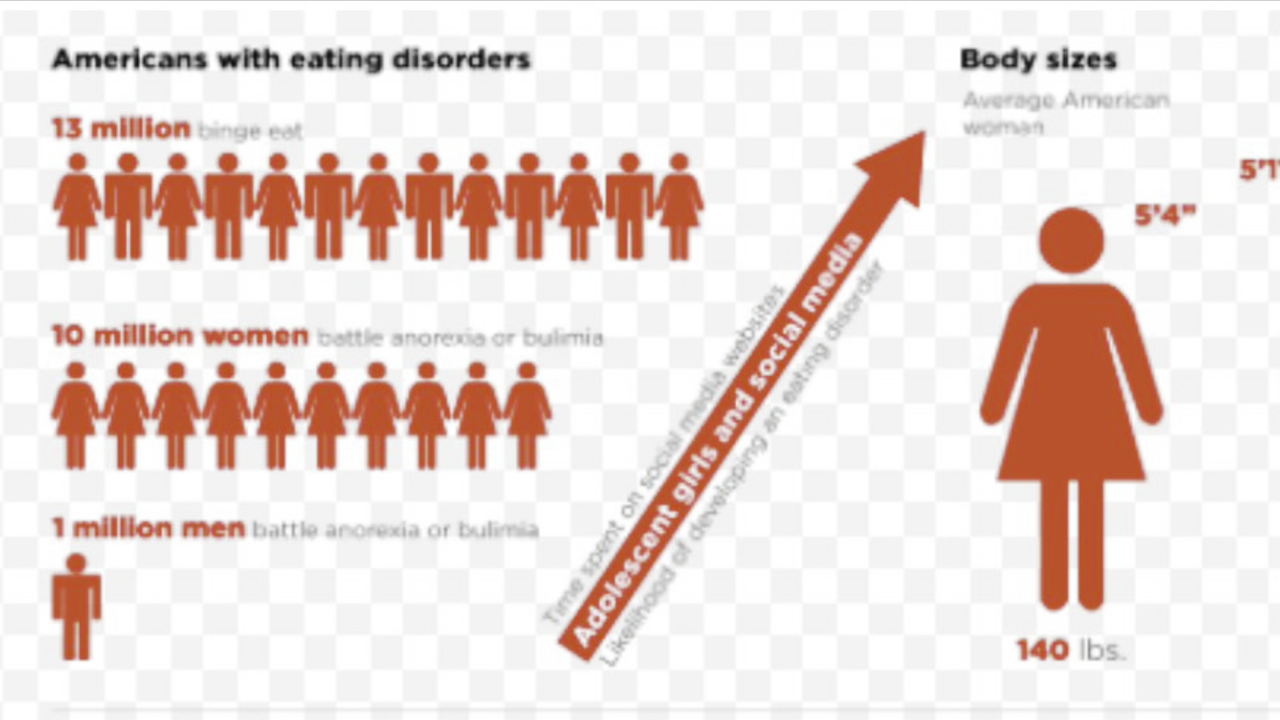 Americans with eating disorders
13 million binge eat
10 million women battle anorexia or bulimia
1 million men battle anorexia or bulimia
Time spent on social media websites
Adolescent girls and social media
Likelihood of developing an eating disorder
Body sizes
Average American
woman
5'4"
140 lbs.